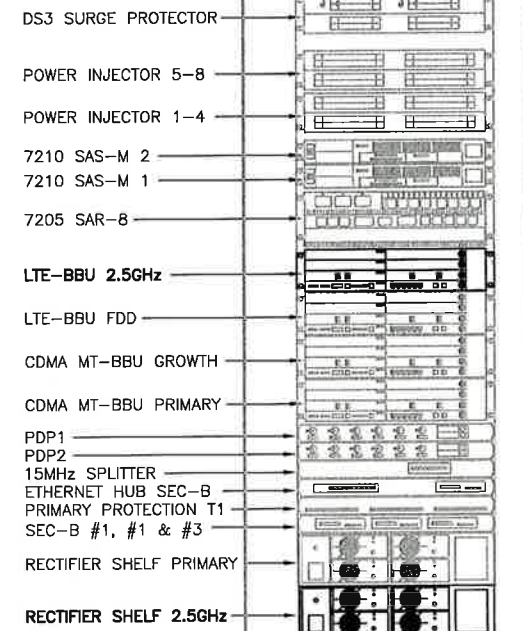 DS3 SURGE PROTECTOR
POWER INJECTOR 5-8
POWER INJECTOR 1-4
7210 SAS-M 2
7210 SAS-M 1
7205 SAR-8
LTE-BBU 2.5GHz
LTE-BBU FDD
CDMA MT-BBU GROWTH
CDMA MT-BBU PRIMARY
PDP1
PDP2
15MHz SPLITTER
ETHERNET HUB SEC-B
PRIMARY PROTECTION T1
SEC-B #1, #1 & #3
RECTIFIER SHELF PRIMARY
RECTIFIER SHELF 2.5GHz